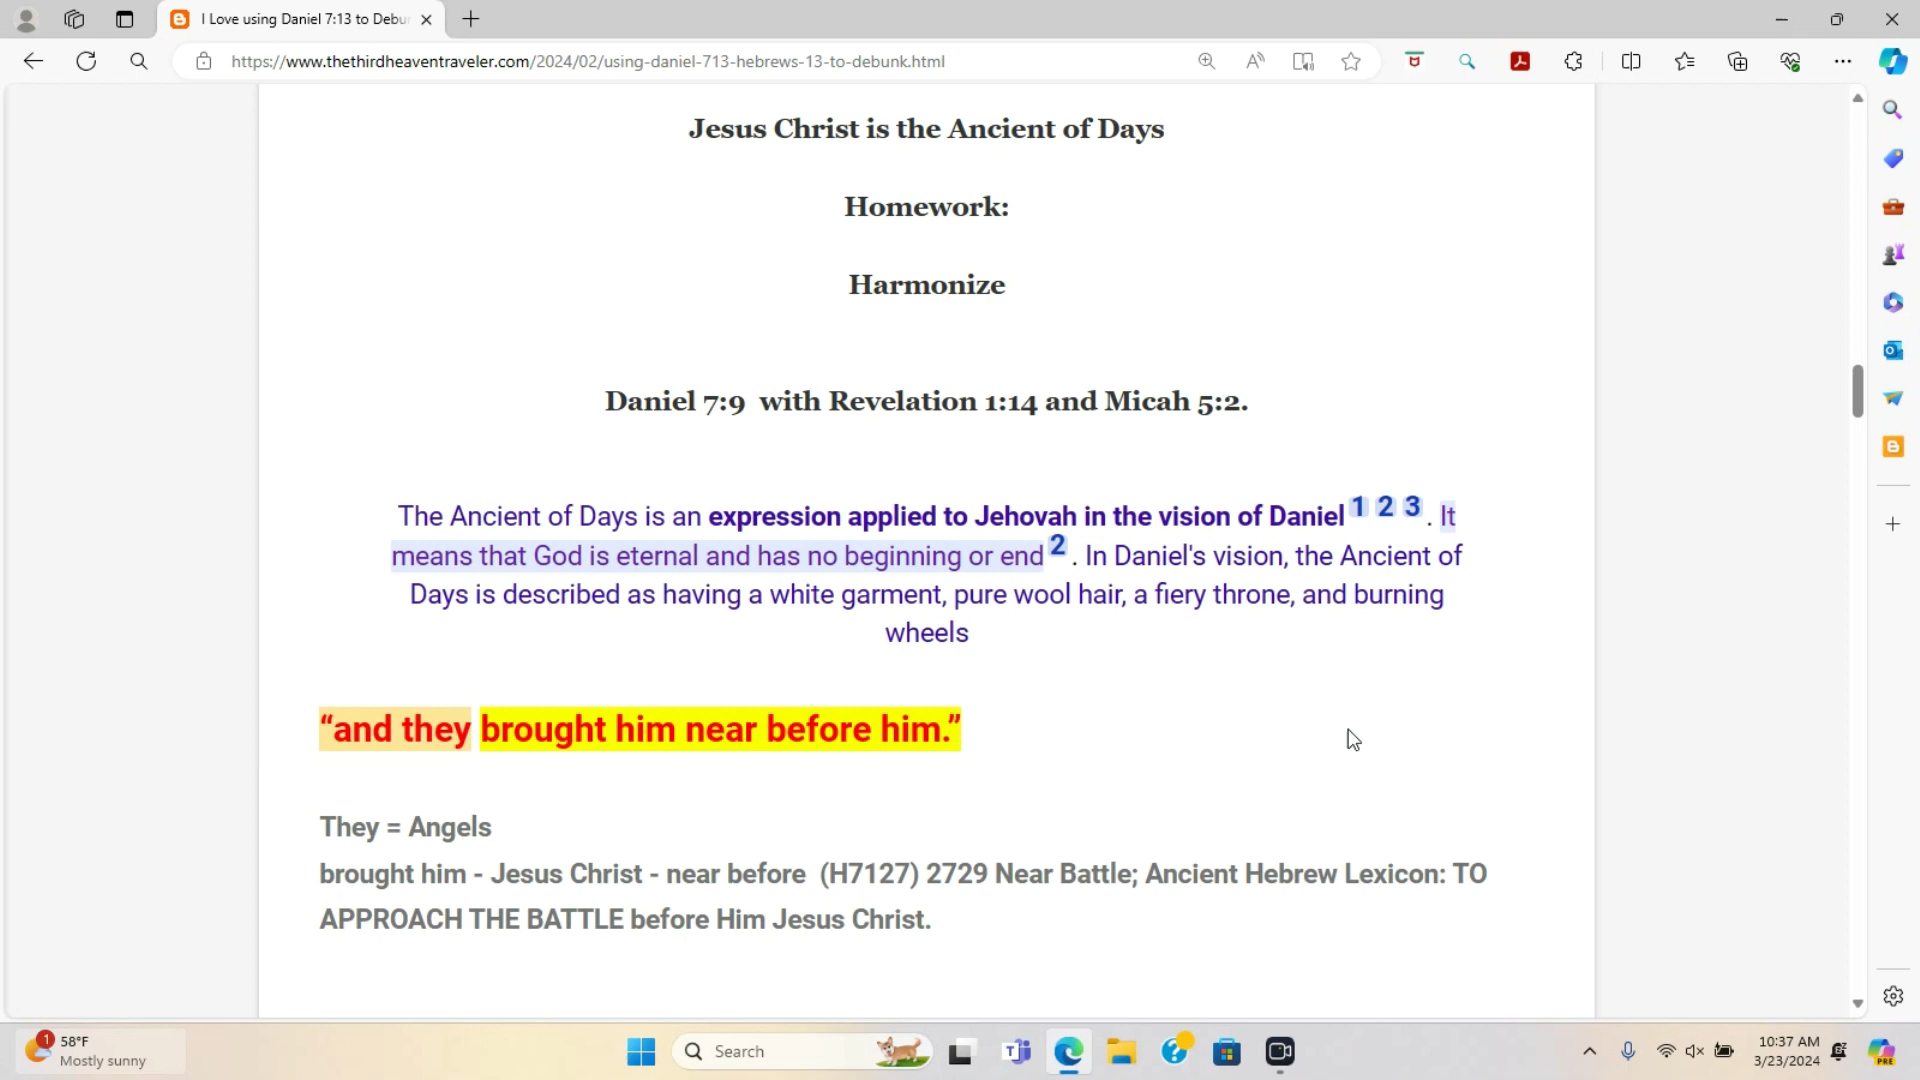 I Love using Daniel 7:13 to Debu
https://www.thethirdheaventraveler.com/2024/02/using-daniel-713-hebrews-13-to-debunk.html
Jesus Christ is the Ancient of Days
Homework:
Harmonize
Daniel 7:9  with Revelation 1:14 and Micah 5:2.
The Ancient of Days is an expression applied to Jehovah in the vision of Daniel 1 2 3 . It
means that God is eternal and has no beginning or end 2 . In Daniel's vision, the Ancient of
Days is described as having a white garment, pure wool hair, a fiery throne, and burning
wheels
“and they brought him near before him.”
They = Angels
brought him - Jesus Christ - near before  (H7127) 2729 Near Battle; Ancient Hebrew Lexicon: TO
APPROACH THE BATTLE before Him Jesus Christ.
1
58°F
Mostly sunny
Search
10:37 AM
3/23/2024
PRE